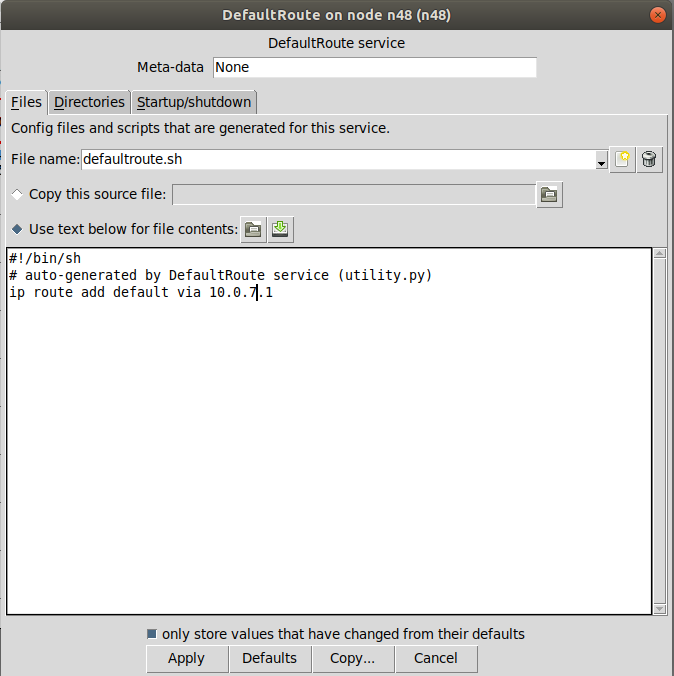 DefaultRoute on node n48 (n48)
DefaultRoute service
Meta-data None
Files Directories Startup/shutdown
Config files and scripts that are generated for this service.
File name: defaultroute.sh
Copy this source file:
Use text below for file contents:
#!/bin/sh
# auto-generated by DefaultRoute service (utility.py)
ip route add default via 10.0.7.1
only store values that have changed from their defaults
Apply Defaults Copy... Cancel